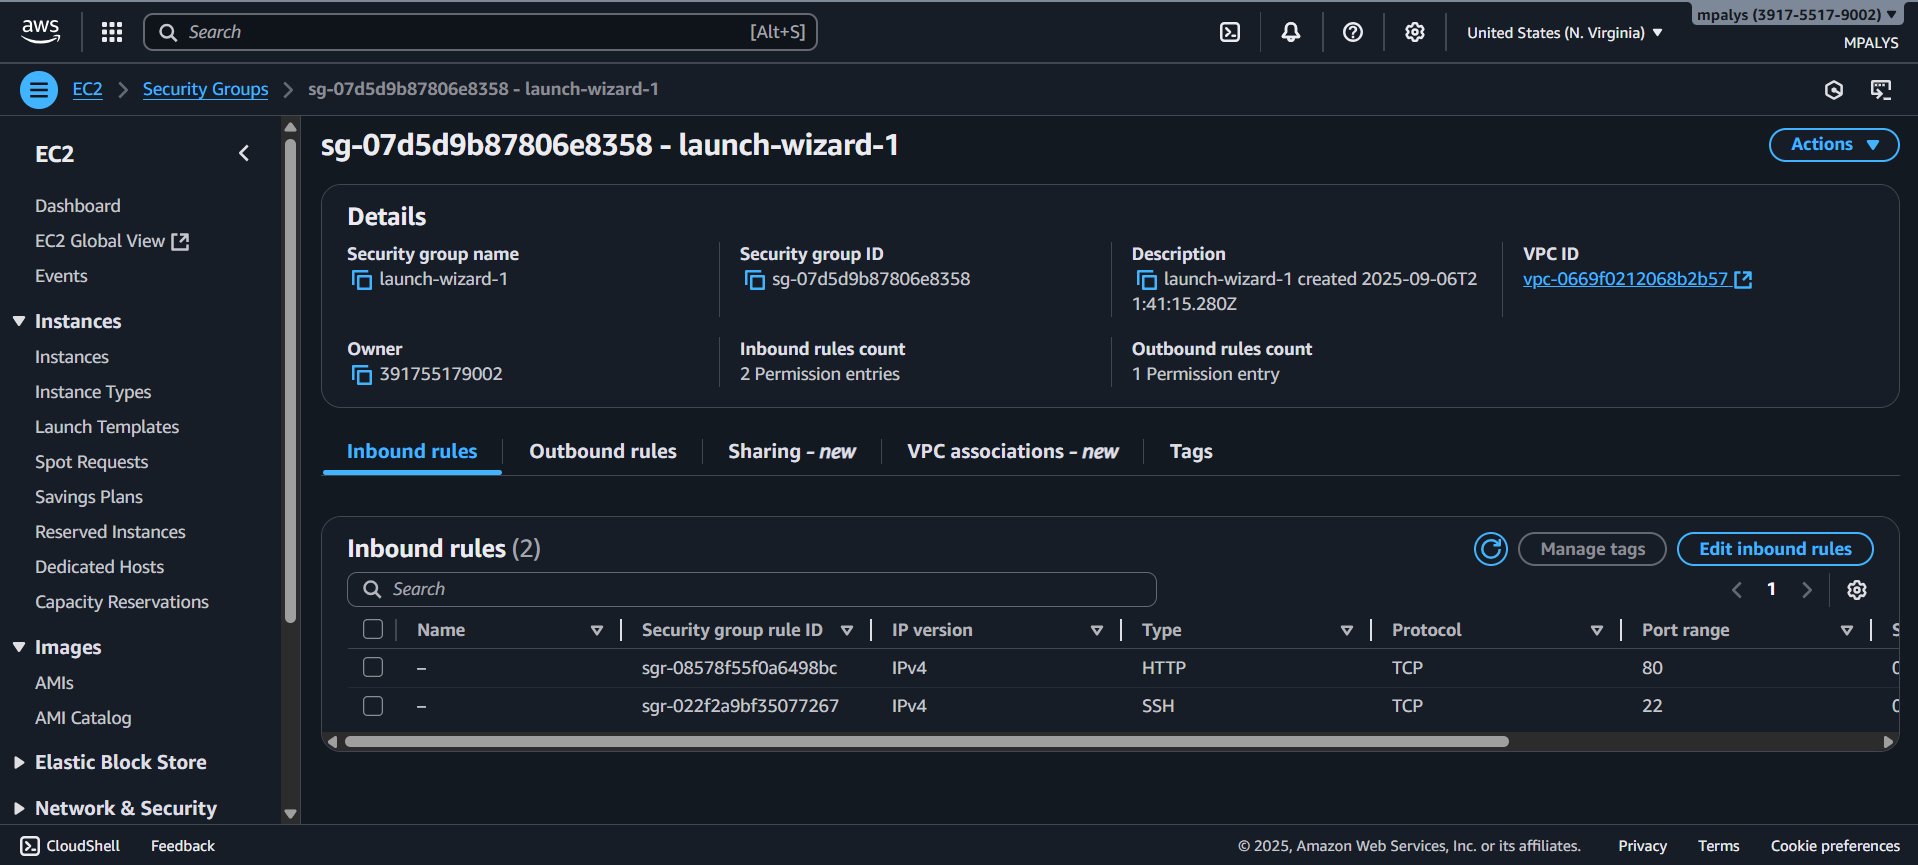 aws
Search
[Alt+S]
United States (N. Virginia)
mpalys (3917-5517-9002)
MPALYS
EC2
Security Groups
sg-07d5d9b87806e8358 - launch-wizard-1
EC2
Dashboard
EC2 Global View
Events
Instances
Instances
Instance Types
Launch Templates
Spot Requests
Savings Plans
Reserved Instances
Dedicated Hosts
Capacity Reservations
Images
AMIs
AMI Catalog
Elastic Block Store
Network & Security
sg-07d5d9b87806e8358 - launch-wizard-1
Actions
Details
Security group name
launch-wizard-1
Security group ID
sg-07d5d9b87806e8358
Description
launch-wizard-1 created 2025-09-06T2
1:41:15.280Z
VPC ID
vpc-0669f0212068b2b57
Owner
391755179002
Inbound rules count
2 Permission entries
Outbound rules count
1 Permission entry
Inbound rules
Outbound rules
Sharing - new
VPC associations - new
Tags
Inbound rules (2)
Manage tags
Edit inbound rules
Search
1
Name Security group rule ID IP version Type Protocol Port range
– sgr-08578f55f0a6498bc IPv4 HTTP TCP 80
– sgr-022f2a9bf35077267 IPv4 SSH TCP 22
CloudShell
Feedback
© 2025, Amazon Web Services, Inc. or its affiliates.
Privacy
Terms
Cookie preferences